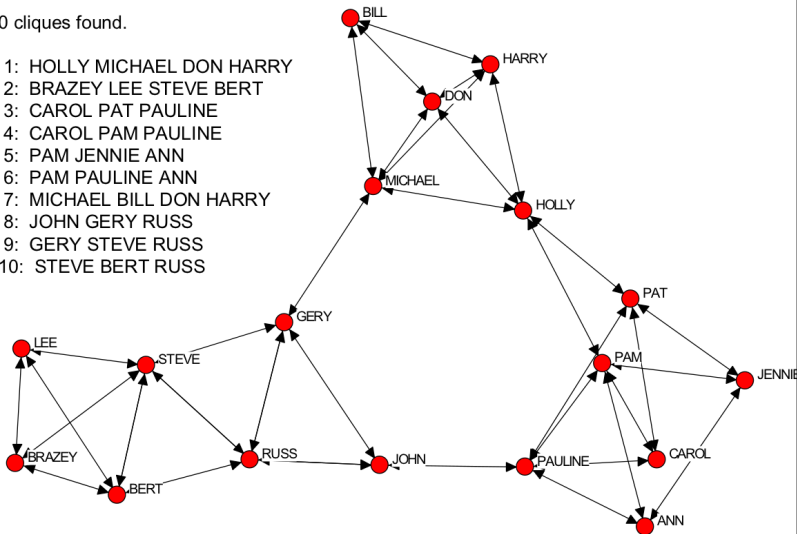 0 cliques found.
1: HOLLY MICHAEL DON HARRY
2: BRAZEY LEE STEVE BERT
3: CAROL PAT PAULINE
4: CAROL PAM PAULINE
5: PAM JENNIE ANN
6: PAM PAULINE ANN
7: MICHAEL BILL DON HARRY
8: JOHN GERY RUSS
9: GERY STEVE RUSS
10: STEVE BERT RUSS
BILL
HARRY
DON
MICHAEL
HOLLY
PAT
GERY
LEE
STEVE
PAM
JENNIE
BRAZEY
RUSS
JOHN
PAULINE
CAROL
BERT
ANN